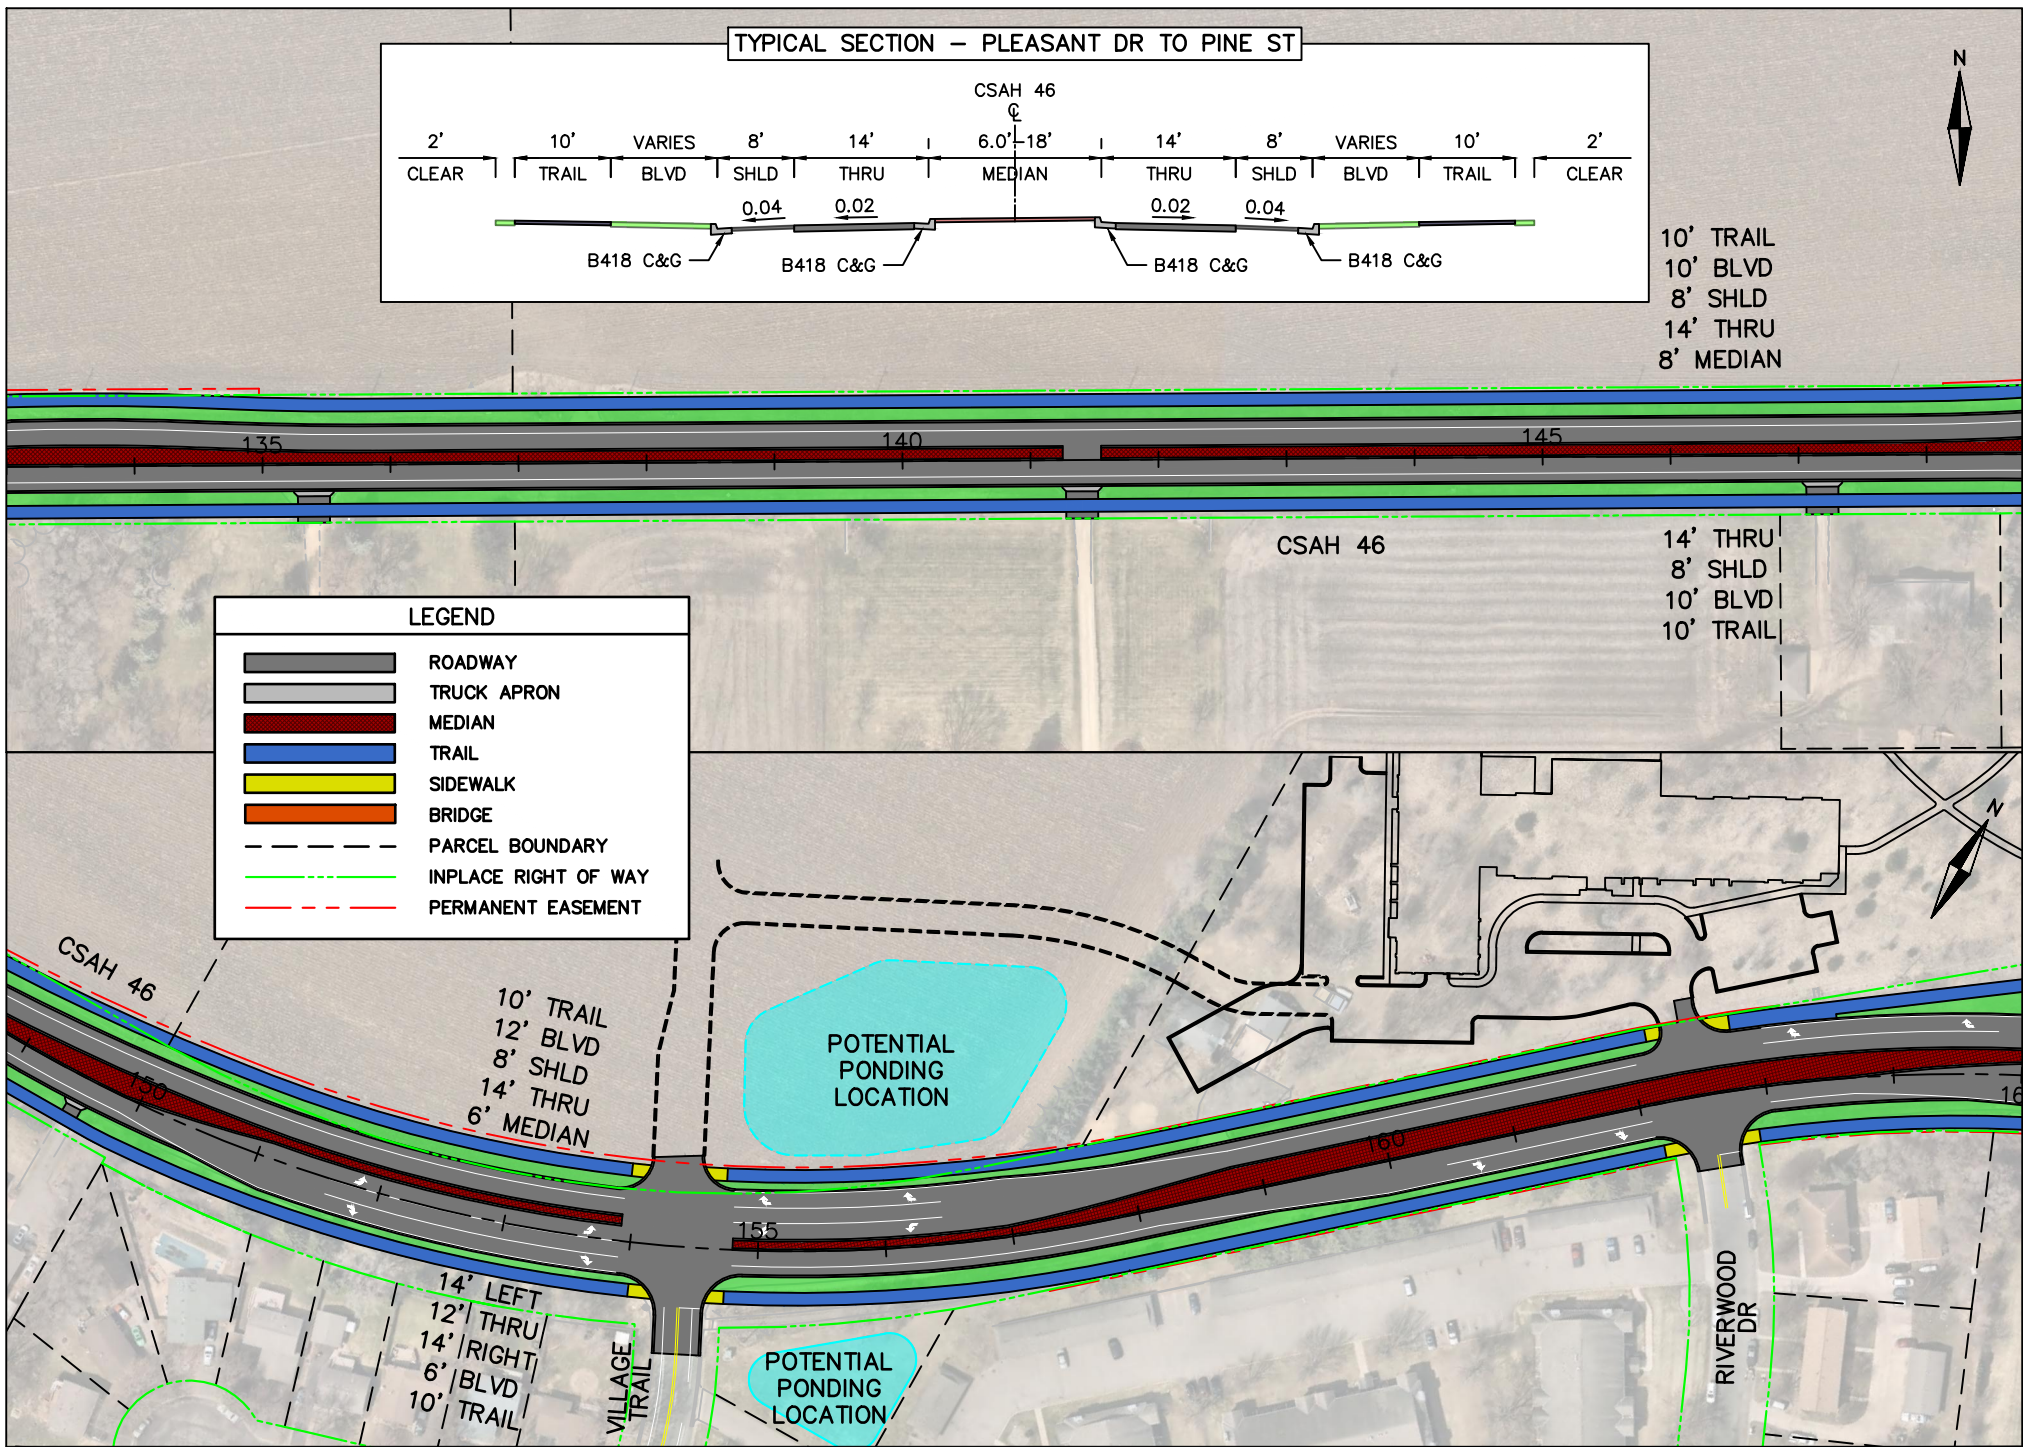 TYPICAL SECTION – PLEASANT DR TO PINE ST
CSAH 46
℄
2' 10' VARIES 8' 14' 6.0'-18' 14' 8' VARIES 10' 2'
CLEAR TRAIL BLVD SHLD THRU MEDIAN THRU SHLD BLVD TRAIL CLEAR
0.04 0.02 0.02 0.04
B418 C&G B418 C&G B418 C&G B418 C&G
N
10' TRAIL
10' BLVD
8' SHLD
14' THRU
8' MEDIAN
135 140 145
CSAH 46
14' THRU
8' SHLD
10' BLVD
10' TRAIL
LEGEND
ROADWAY
TRUCK APRON
MEDIAN
TRAIL
SIDEWALK
BRIDGE
PARCEL BOUNDARY
INPLACE RIGHT OF WAY
PERMANENT EASEMENT
N
CSAH 46
10' TRAIL
12' BLVD
8' SHLD
14' THRU
6' MEDIAN
POTENTIAL
PONDING
LOCATION
150 155 160
14' LEFT
12' THRU
14' RIGHT
6' BLVD
10' TRAIL
VILLAGE
TRAIL
POTENTIAL
PONDING
LOCATION
RIVERWOOD
DR